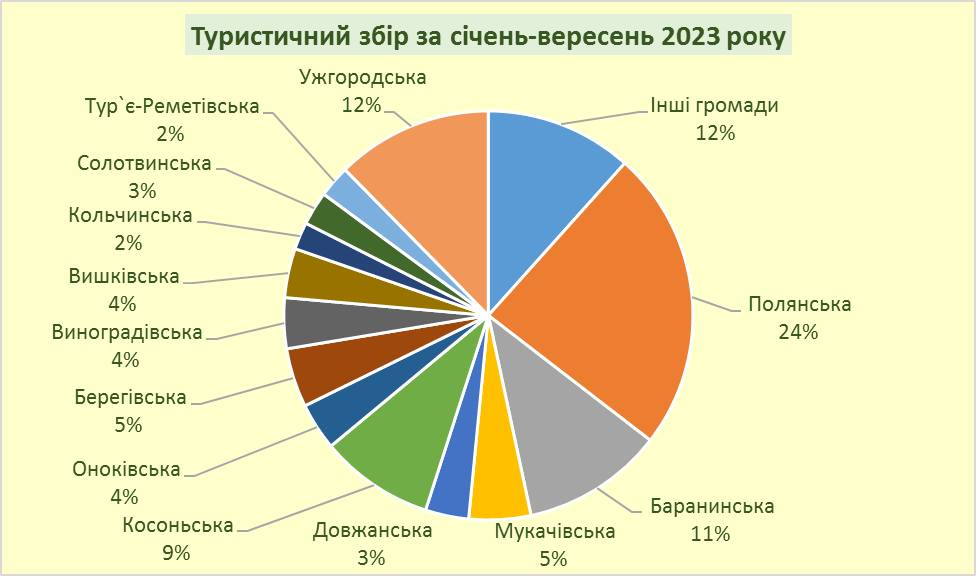 Туристичний збір за січень-вересень 2023 року
Інші громади
12%
Полянська
24%
Баранинська
11%
Мукачівська
5%
Довжанська
3%
Косоньська
9%
Оноківська
4%
Берегівська
5%
Виноградівська
4%
Вишківська
4%
Кольчинська
2%
Солотвинська
3%
Тур`є-Реметівська
2%
Ужгородська
12%